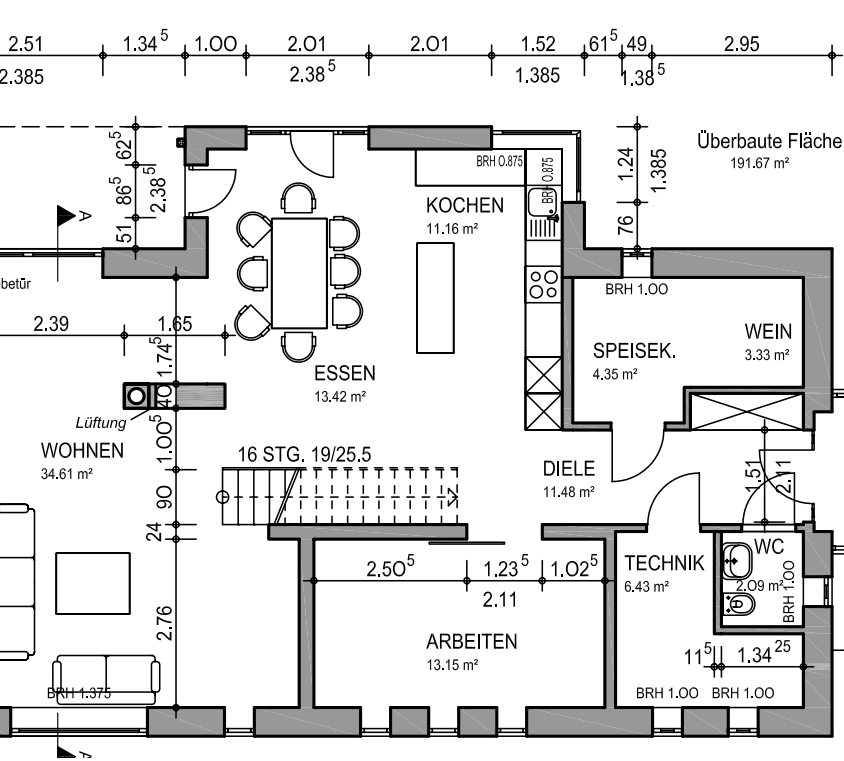 2.51 1.34⁵ 1.00 2.01 2.01 1.52 61⁵ 49 2.95
2.385 2.38⁵ 1.385 1.38⁵
62⁵
86⁵
2.38⁵
51
A
1.24
1.385
76
Überbaute Fläche
191.67 m²
BRH 0.875
BRH 0.875
KOCHEN
11.16 m²
betür
BRH 1.00
2.39 1.65
1.74⁵
40
1.00⁵
90
24
2.76
WEIN
3.33 m²
SPEISEK.
4.35 m²
ESSEN
13.42 m²
Lüftung
WOHNEN
34.61 m²
16 STG. 19/25.5
DIELE
11.48 m²
1.51
2.11
WC
2.09 m²
BRH 1.00
TECHNIK
6.43 m²
2.50⁵ 1.23⁵ 1.02⁵
2.11
ARBEITEN
13.15 m²
11⁵ 1.34²⁵
BRH 1.375
BRH 1.00 BRH 1.00
A